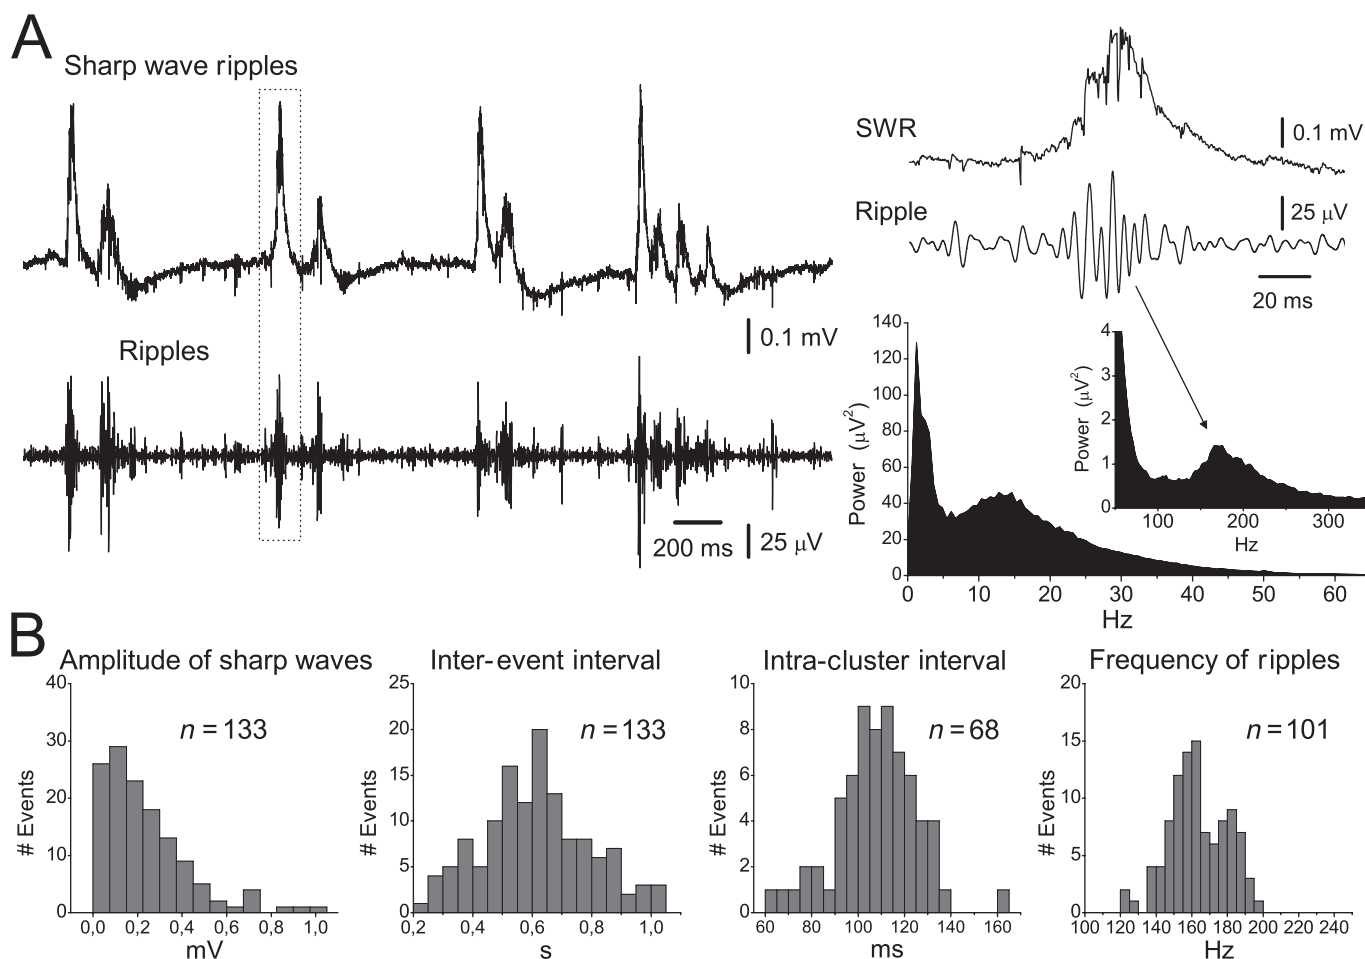 A
Sharp wave ripples
0.1 mV
Ripples
200 ms
25 μV
SWR
0.1 mV
Ripple
25 μV
20 ms
140
120
100
80
60
40
20
0
Power (μV²)
0 10 20 30 40 50 60
Hz
4
3
2
1
0
Power (μV²)
100 200 300
Hz
B
Amplitude of sharp waves
n = 133
40
30
20
10
0
# Events
0,0 0,2 0,4 0,6 0,8 1,0
mV
Inter-event interval
n = 133
25
20
15
10
5
0
# Events
0,2 0,4 0,6 0,8 1,0
s
Intra-cluster interval
n = 68
10
8
6
4
2
0
# Events
60 80 100 120 140 160
ms
Frequency of ripples
n = 101
20
15
10
5
0
# Events
100 120 140 160 180 200 220 240
Hz